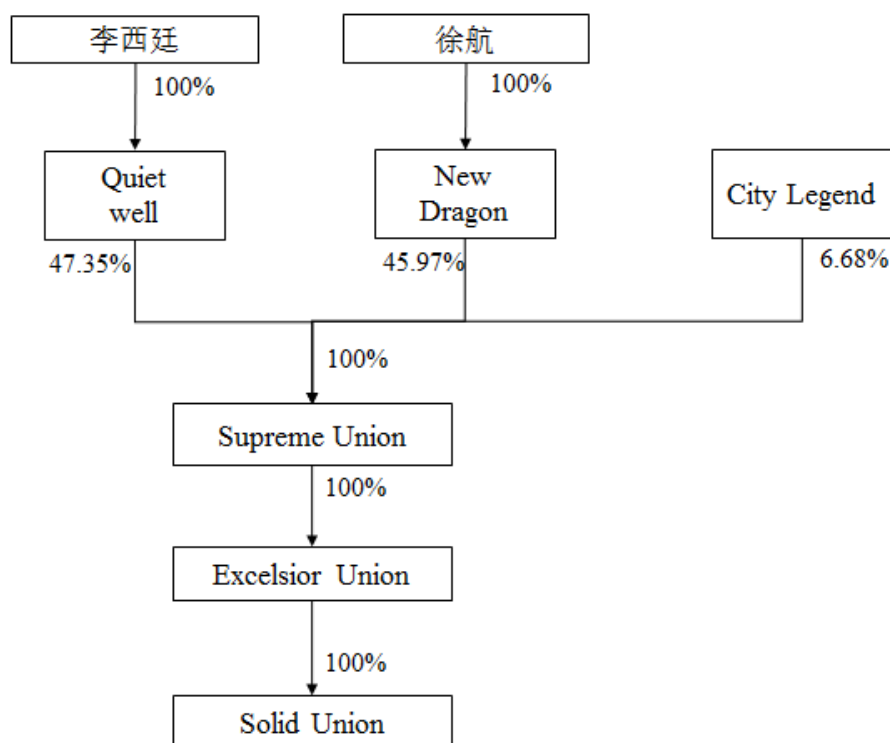 李西廷
徐航
100%
100%
Quiet
well
New
Dragon
City Legend
47.35%
45.97%
6.68%
100%
Supreme Union
100%
Excelsior Union
100%
Solid Union